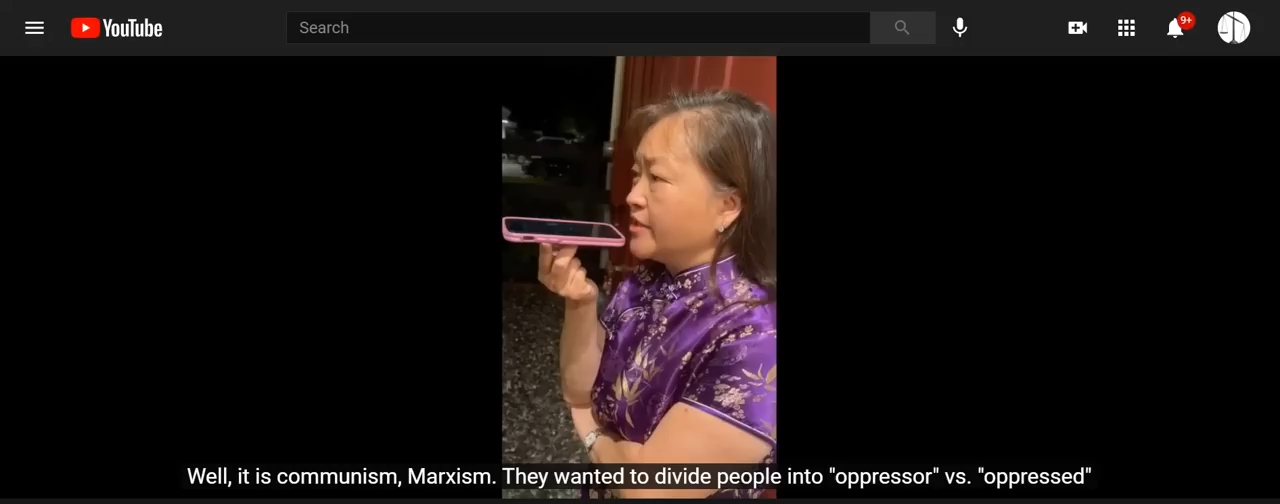 YouTube
Search
9+
Well, it is communism, Marxism. They wanted to divide people into "oppressor" vs. "oppressed"